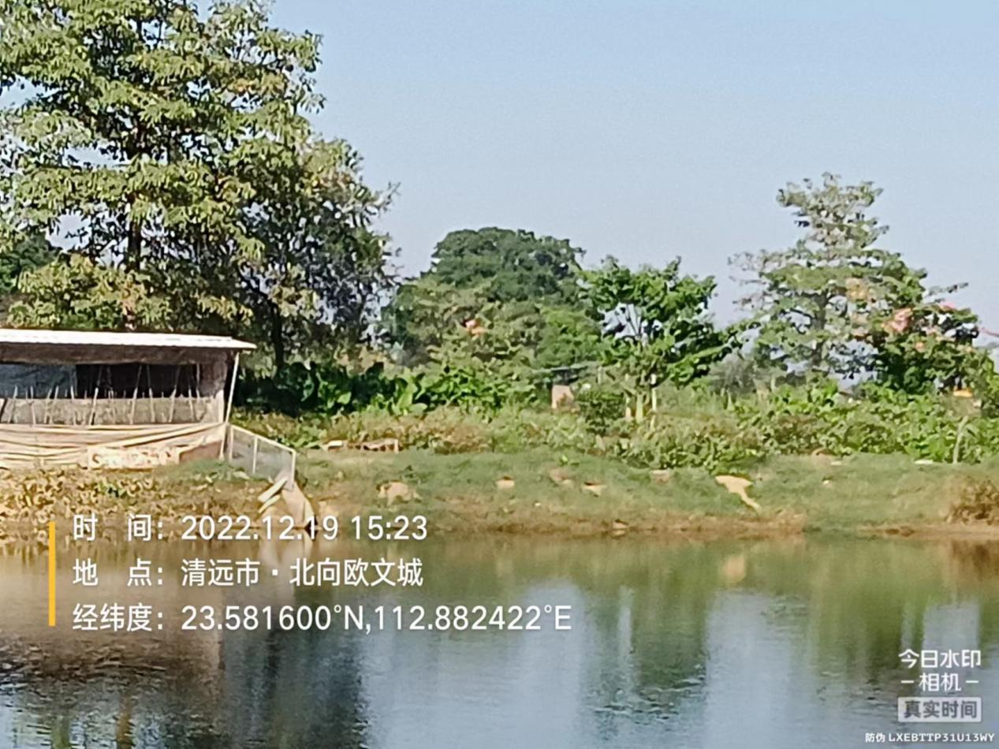 时 间：2022.12.19 15:23
地 点：清远市·北向欧文城
经纬度：23.581600°N,112.882422°E
今日水印
-相机-
真实时间
防伪 LXEBTTP31U13WY